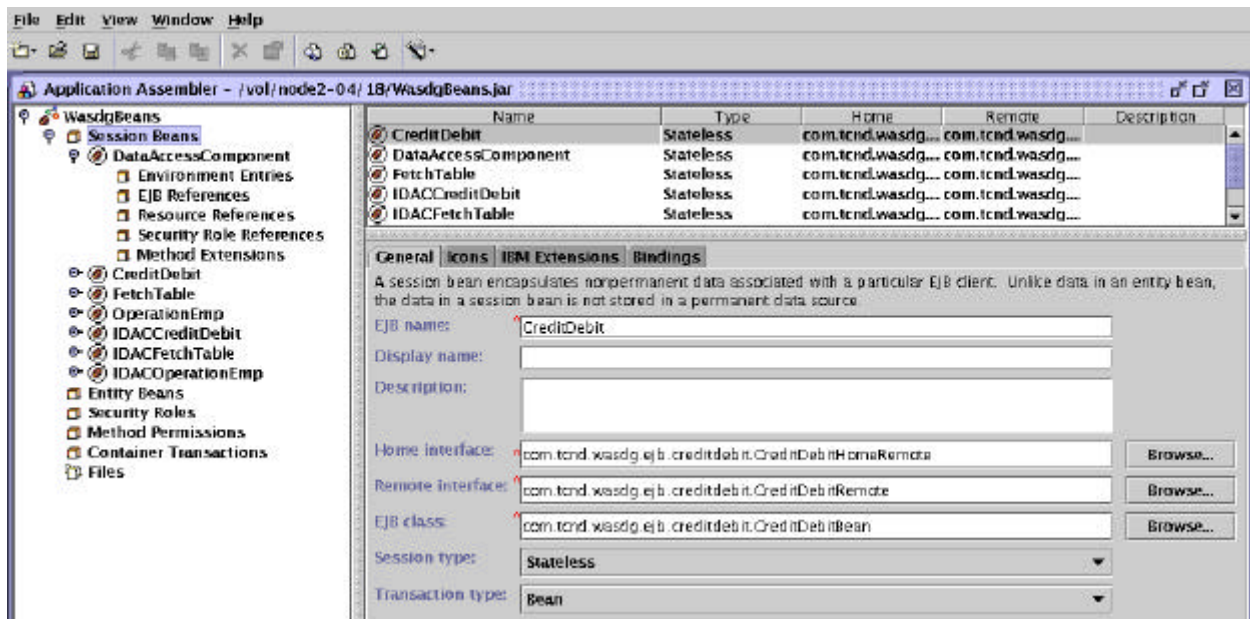 File Edit View Window Help
Application Assembler - /vol/node2-04/18/WasdgBeans.jar
WasdgBeans
Session Beans
DataAccessComponent
Environment Entries
EJB References
Resource References
Security Role References
Method Extensions
CreditDebit
FetchTable
OperationEmp
IDACCreditDebit
IDACFetchTable
IDACOperationEmp
Entity Beans
Security Roles
Method Permissions
Container Transactions
Files
Name Type Home Remote Description
CreditDebit Stateless com.tcnd.wasdg.... com.tcnd.wasdg....
DataAccessComponent Stateless com.tcnd.wasdg.... com.tcnd.wasdg....
FetchTable Stateless com.tcnd.wasdg.... com.tcnd.wasdg....
IDACCreditDebit Stateless com.tcnd.wasdg.... com.tcnd.wasdg....
IDACFetchTable Stateless com.tcnd.wasdg.... com.tcnd.wasdg....
General Icons IBM Extensions Bindings
A session bean encapsulates nonpermanent data associated with a particular EJB client. Unlike data in an entity bean,
the data in a session bean is not stored in a permanent data source.
EJB name: *CreditDebit
Display name:
Description:
Home interface: *com.tcnd.wasdg.ejb.creditdebit.CreditDebitHomeRemote Browse...
Remote interface: *com.tcnd.wasdg.ejb.creditdebit.CreditDebitRemote Browse...
EJB class: *com.tcnd.wasdg.ejb.creditdebit.CreditDebitBean Browse...
Session type: Stateless
Transaction type: Bean